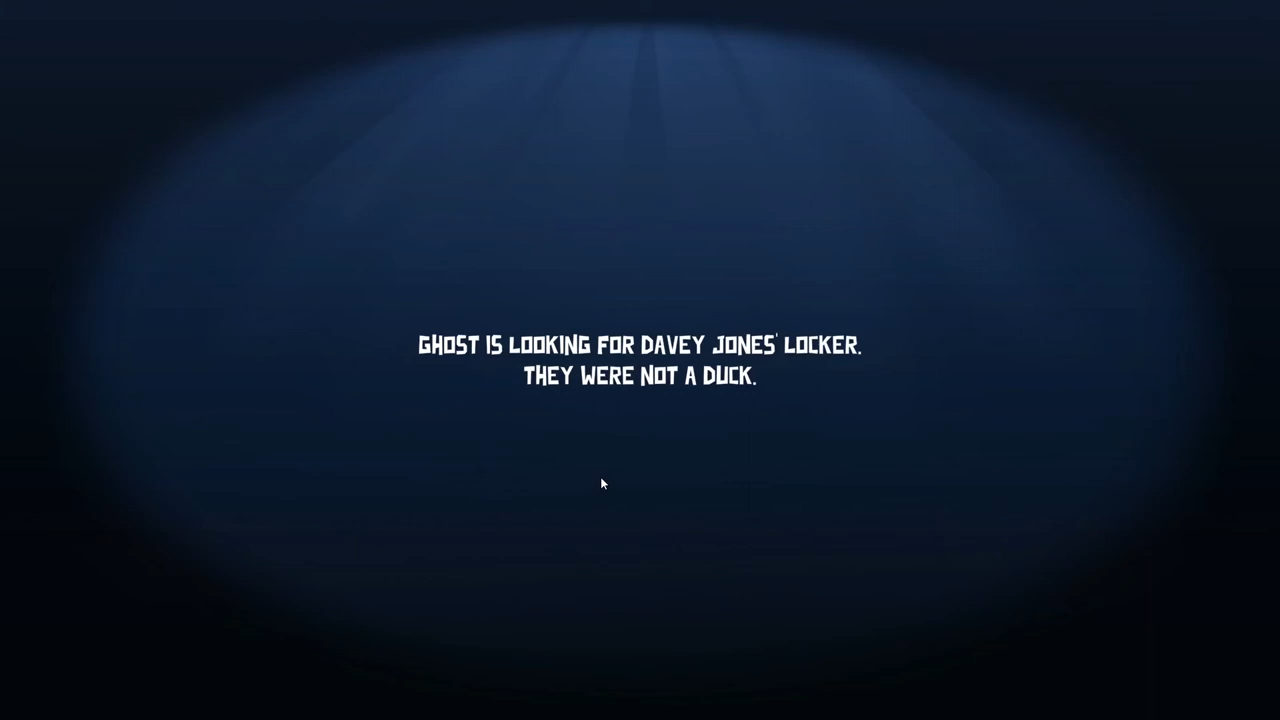 GHOST IS LOOKING FOR DAVEY JONES' LOCKER.
THEY WERE NOT A DUCK.